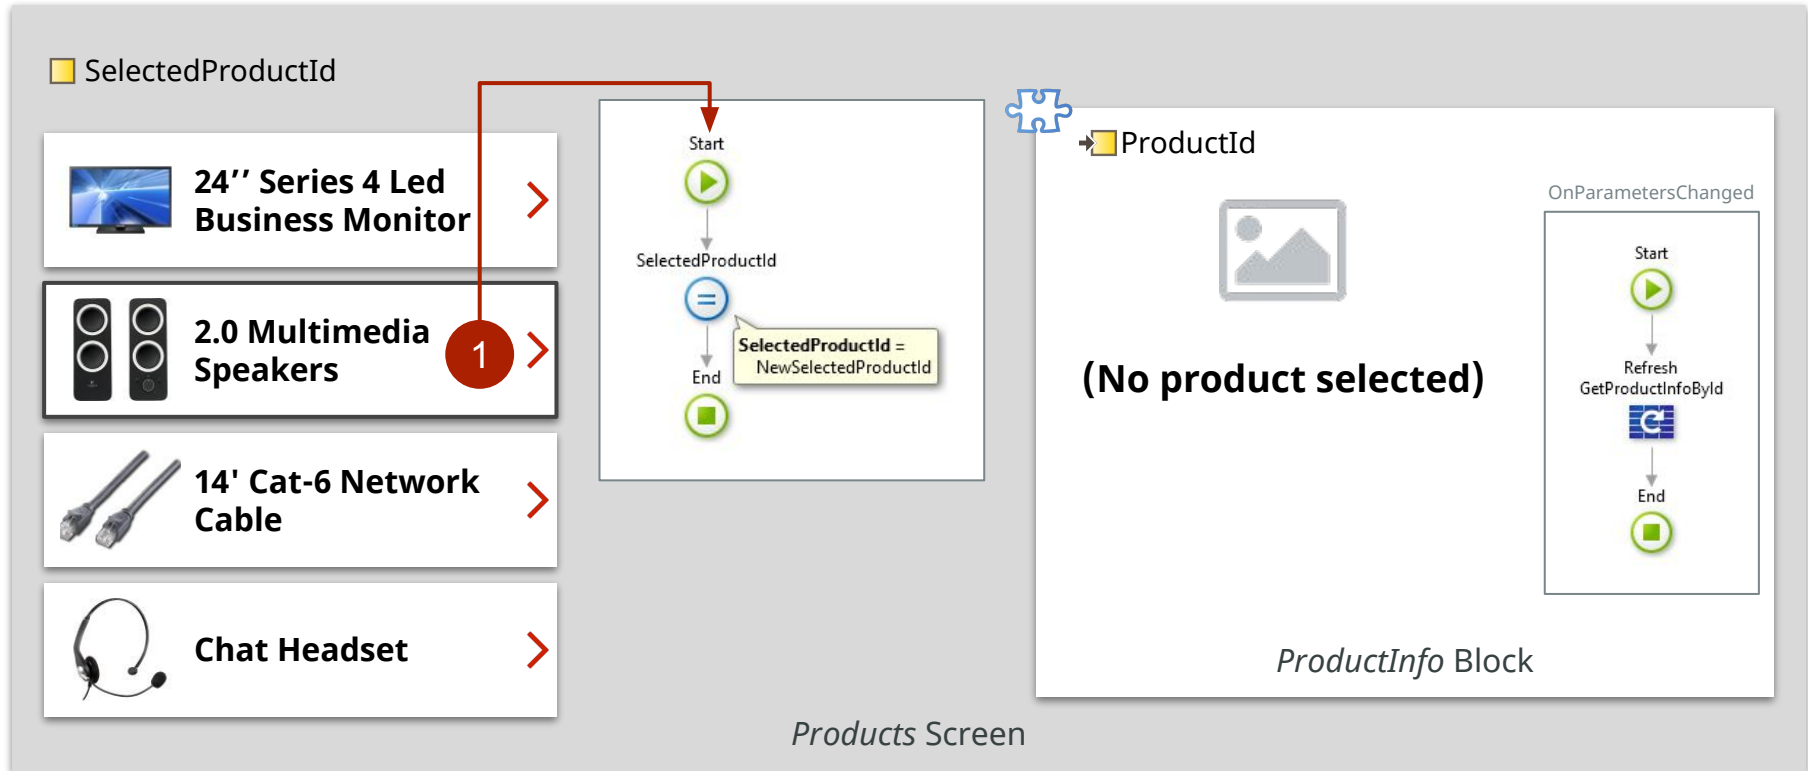 SelectedProductId
24’’ Series 4 Led
Business Monitor
2.0 Multimedia
Speakers
1
14' Cat-6 Network
Cable
Chat Headset
Start
SelectedProductId
SelectedProductId =
NewSelectedProductId
End
ProductId
(No product selected)
OnParametersChanged
Start
Refresh
GetProductInfoById
End
ProductInfo Block
Products Screen